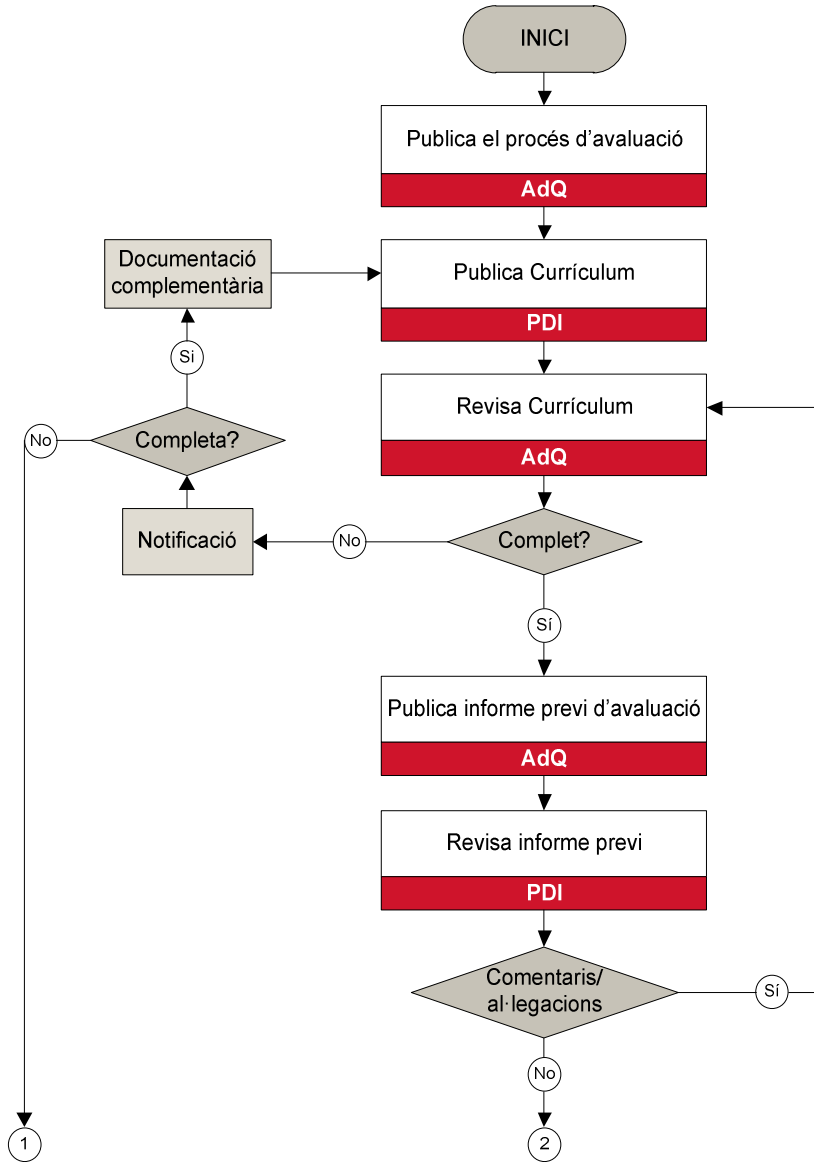 INICI
Publica el procés d’avaluació
AdQ
Documentació
complementària
Publica Currículum
PDI
Si
Revisa Currículum
AdQ
No
Completa?
Notificació
No
Complet?
Sí
Publica informe previ d’avaluació
AdQ
Revisa informe previ
PDI
Comentaris/
al·legacions
Sí
No
1
2